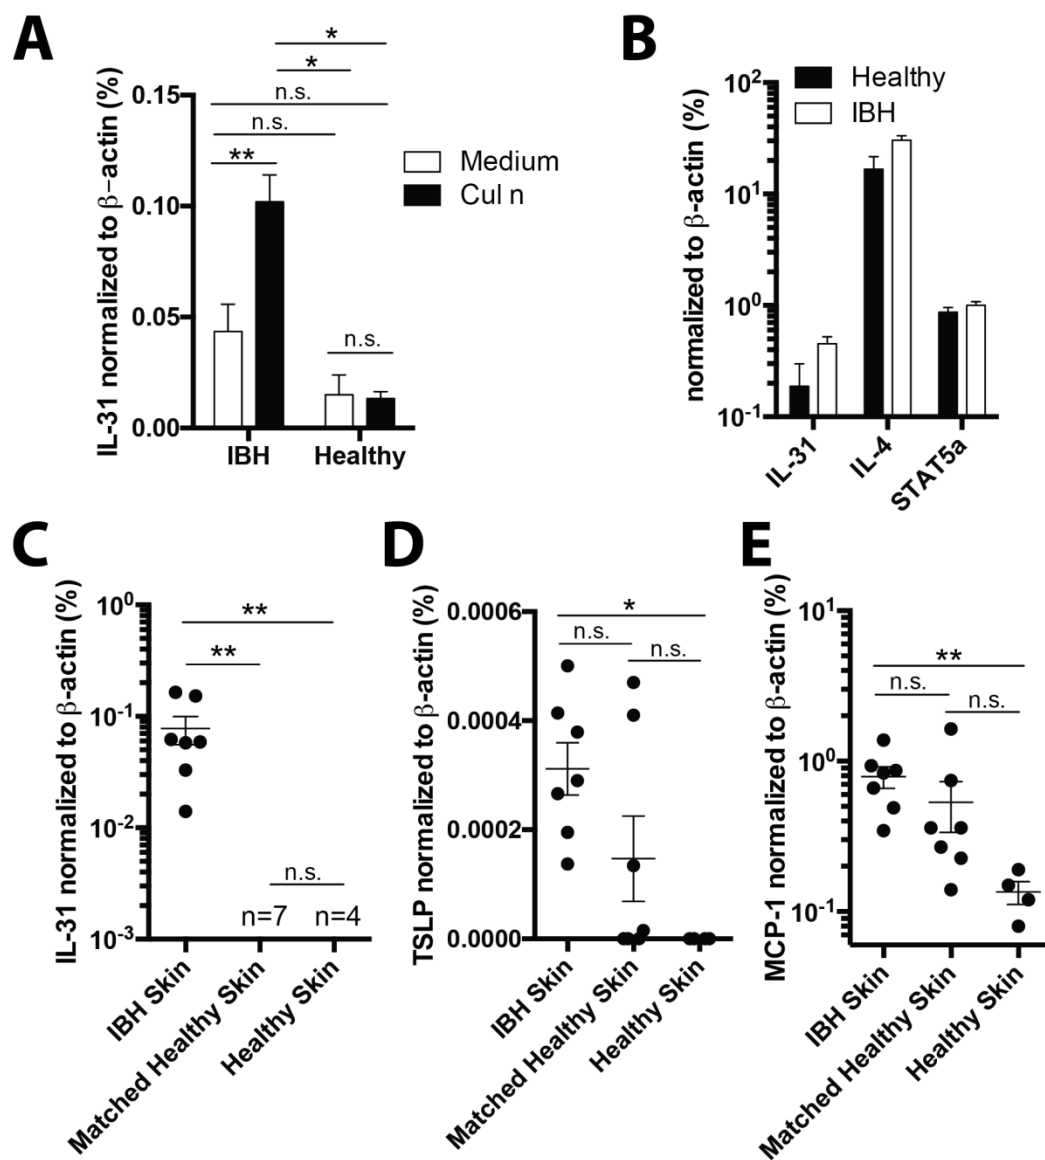 A
IL-31 normalized to β–actin (%)
0.15
0.10
0.05
0.00
*
*
n.s.
n.s.
**
n.s.
Medium
Cul n
IBH
Healthy
B
normalized to β-actin (%)
10²
10¹
10⁰
10⁻¹
Healthy
IBH
IL-31
IL-4
STAT5a
C
IL-31 normalized to β-actin (%)
10⁰
10⁻¹
10⁻²
10⁻³
**
**
n.s.
n=7
n=4
IBH Skin
Matched Healthy Skin
Healthy Skin
D
TSLP normalized to β-actin (%)
0.0006
0.0004
0.0002
0.0000
*
n.s.
n.s.
IBH Skin
Matched Healthy Skin
Healthy Skin
E
MCP-1 normalized to β-actin (%)
10¹
10⁰
10⁻¹
**
n.s.
n.s.
IBH Skin
Matched Healthy Skin
Healthy Skin